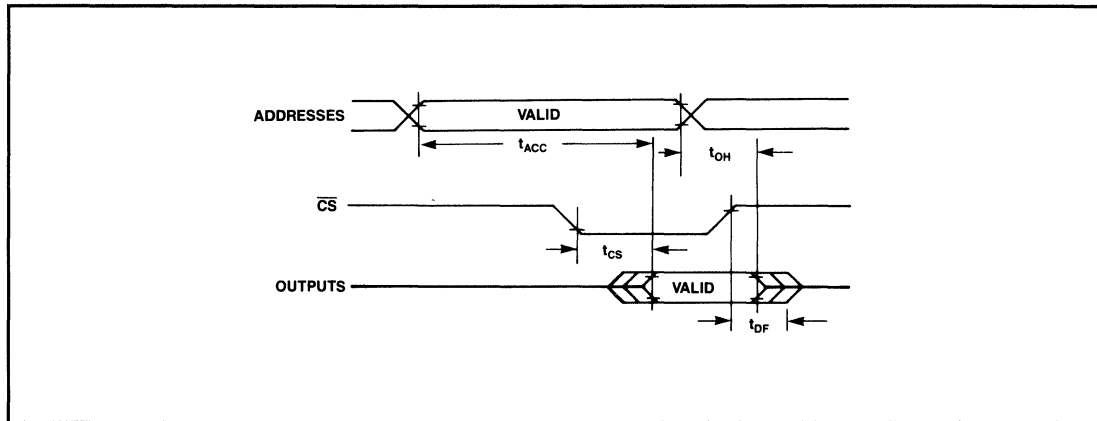 ADDRESSES
VALID
tACC
tOH
CS
tCS
OUTPUTS
VALID
tDF